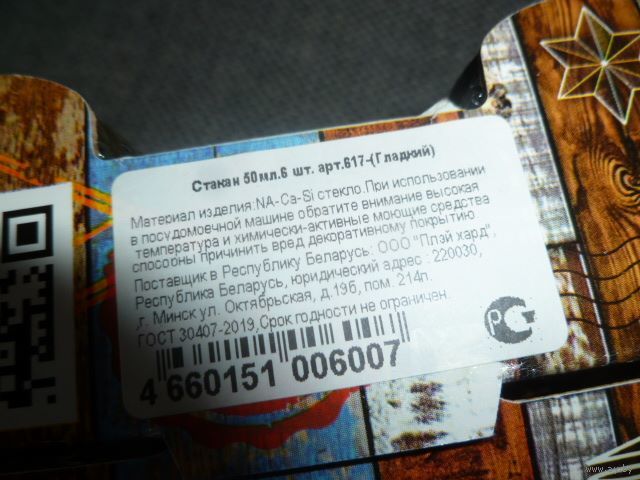 Стакан 50мл.6 шт. арт.617-(Гладкий)
Материал изделия:NA-Ca-Si стекло.При использовании
в посудомоечной машине обратите внимание высокая
температура и химически-активные моющие средства
способны причинить вред декоративному покрытию
Поставщик в Республику Беларусь: ООО "Плэй хард",
Республика Беларусь, юридический адрес : 220030,
,г. Минск ул. Октябрьская, д.19б, пом. 214п.
ГОСТ 30407-2019,Срок годности не ограничен.
4 660151 006007